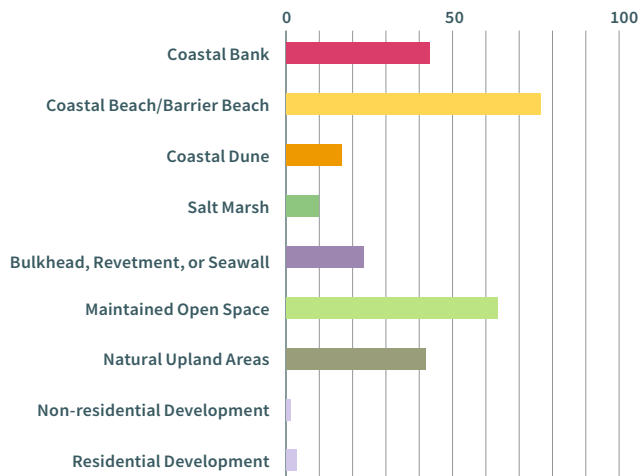 0 50 100
Coastal Bank
Coastal Beach/Barrier Beach
Coastal Dune
Salt Marsh
Bulkhead, Revetment, or Seawall
Maintained Open Space
Natural Upland Areas
Non-residential Development
Residential Development